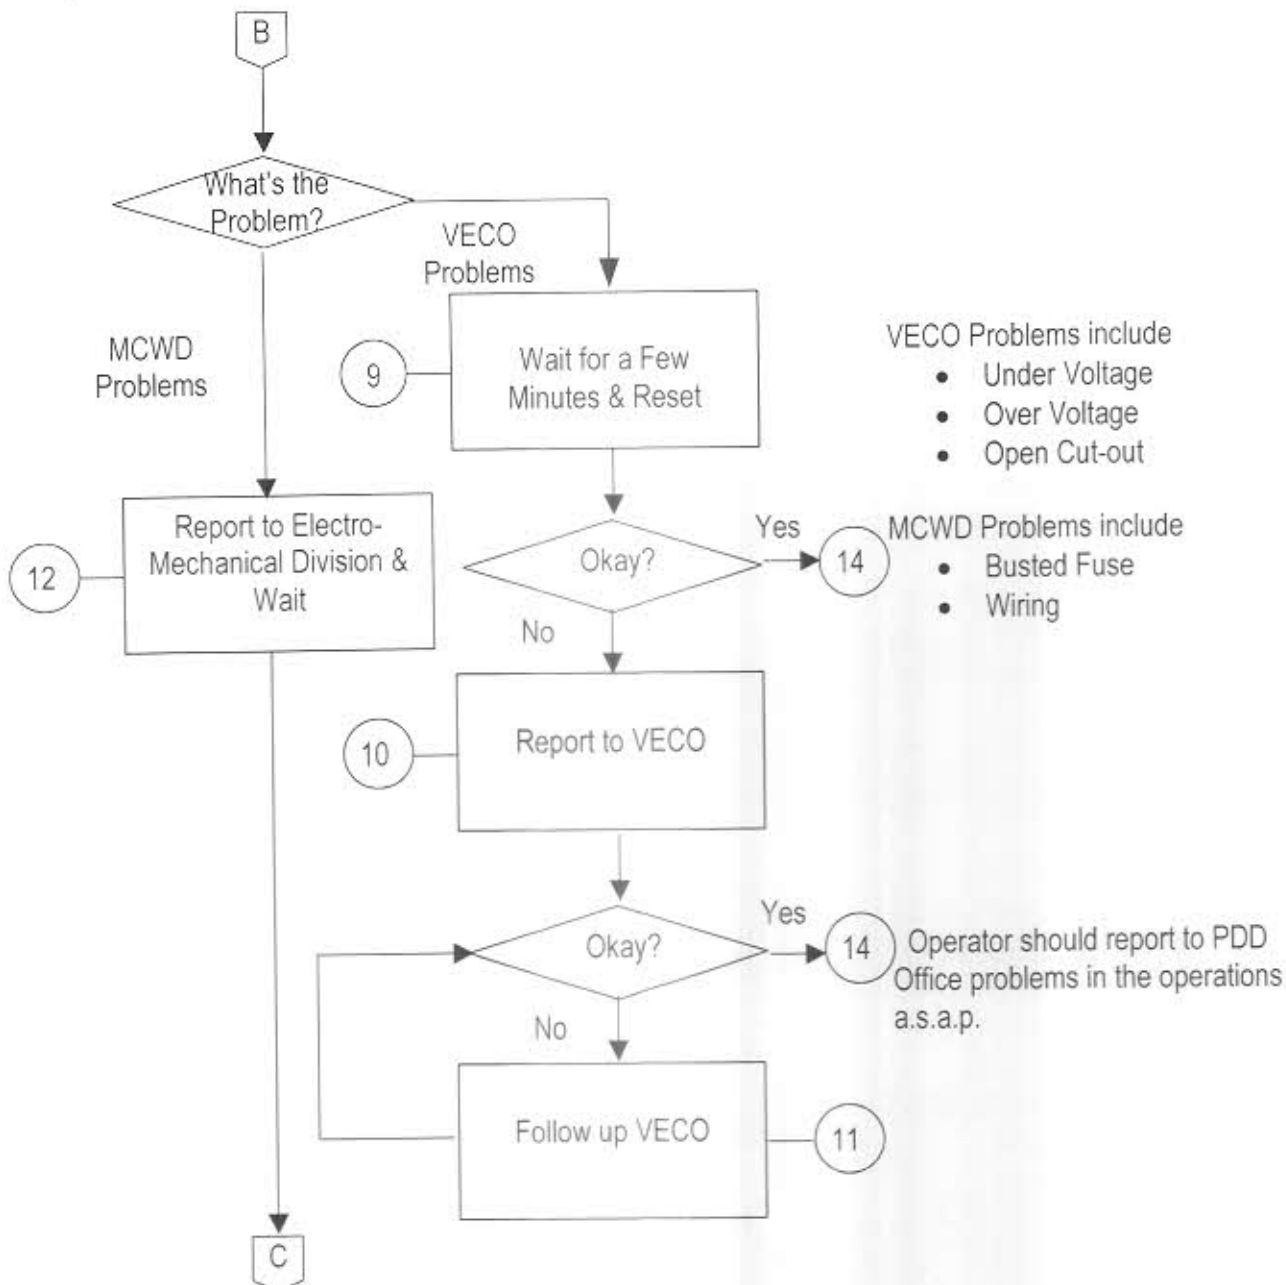 B
What's the
Problem?
VECO
Problems
MCWD
Problems
9
Wait for a Few
Minutes & Reset
VECO Problems include
• Under Voltage
• Over Voltage
• Open Cut-out
12
Report to Electro-
Mechanical Division &
Wait
Okay?
Yes
14
MCWD Problems include
• Busted Fuse
• Wiring
No
10
Report to VECO
Okay?
Yes
14
Operator should report to PDD
Office problems in the operations
a.s.a.p.
No
Follow up VECO
11
C